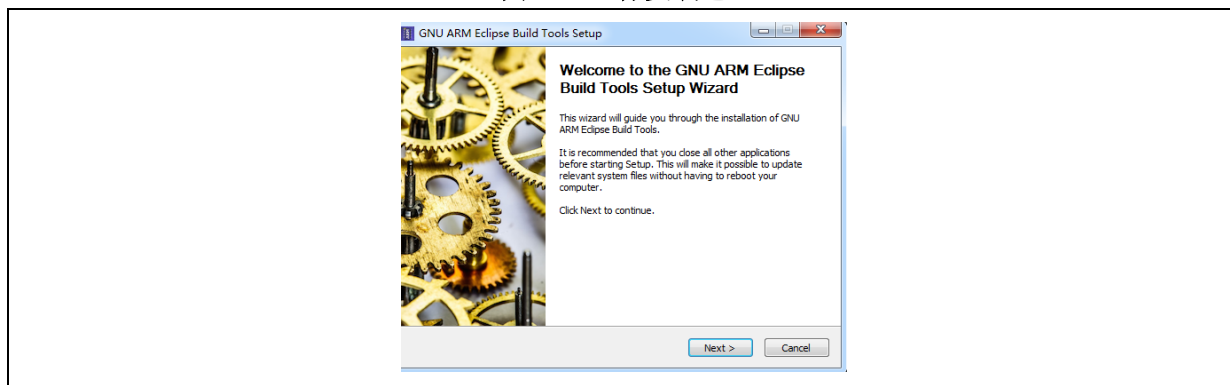 GNU ARM Eclipse Build Tools Setup
Welcome to the GNU ARM Eclipse
Build Tools Setup Wizard
This wizard will guide you through the installation of GNU
ARM Eclipse Build Tools.
It is recommended that you close all other applications
before starting Setup. This will make it possible to update
relevant system files without having to reboot your
computer.
Click Next to continue.
Next >
Cancel